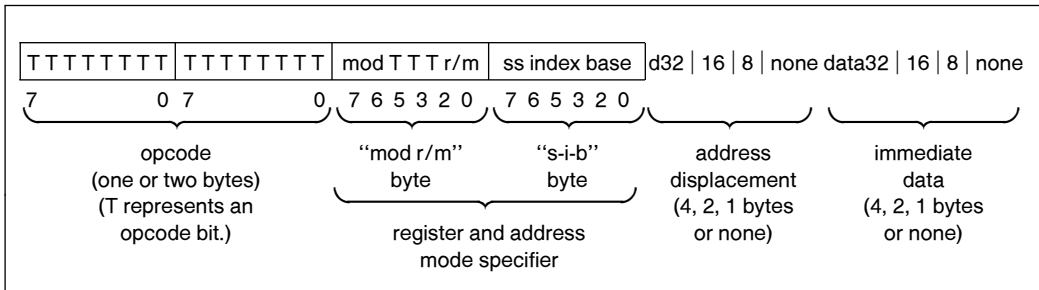 T T T T T T T T T T T T T T T T mod T T T r/m ss index base d32 | 16 | 8 | none data32 | 16 | 8 | none
7 0 7 0 7 6 5 3 2 0 7 6 5 3 2 0
opcode
(one or two bytes)
(T represents an
opcode bit.)
‘‘mod r/m’’
byte
‘‘s-i-b’’
byte
register and address
mode specifier
address
displacement
(4, 2, 1 bytes
or none)
immediate
data
(4, 2, 1 bytes
or none)